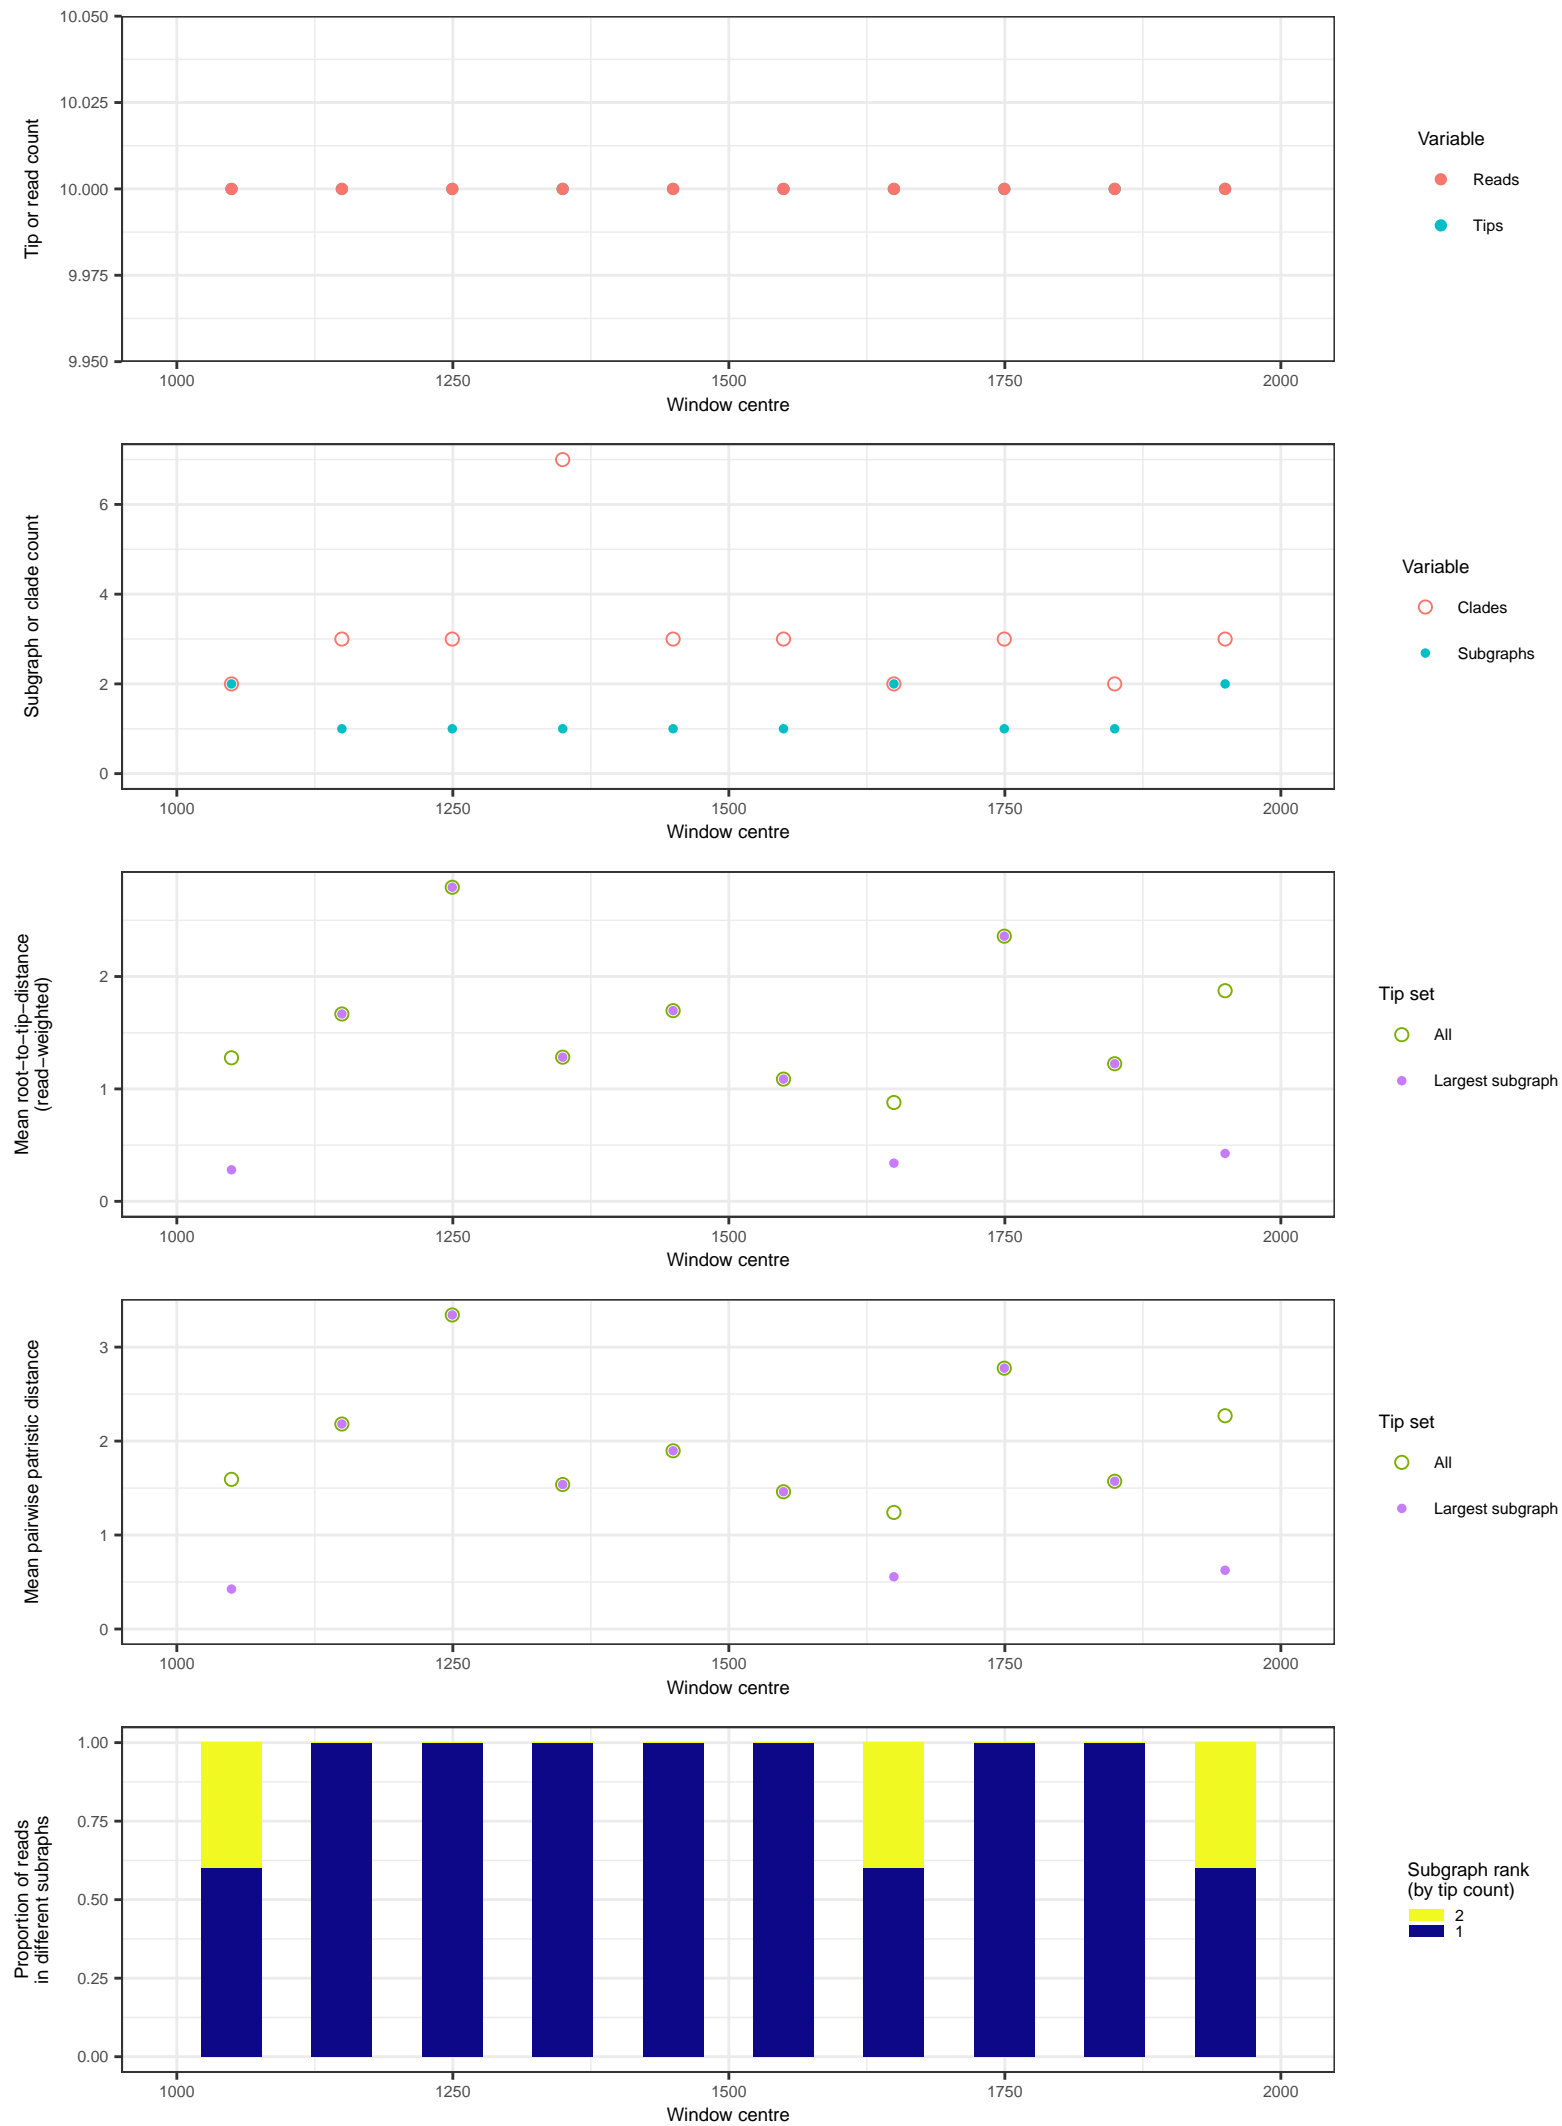 10.050
10.025
10.000
9.975
9.950
Tip or read count
1000 1250 1500 1750 2000
Window centre
Variable
Reads
Tips
6
4
2
0
Subgraph or clade count
1000 1250 1500 1750 2000
Window centre
Variable
Clades
Subgraphs
2
1
0
Mean root−to−tip−distance
(read−weighted)
1000 1250 1500 1750 2000
Window centre
Tip set
All
Largest subgraph
3
2
1
0
Mean pairwise patristic distance
1000 1250 1500 1750 2000
Window centre
Tip set
All
Largest subgraph
1.00
0.75
0.50
0.25
0.00
Proportion of reads
in different subraphs
1000 1250 1500 1750 2000
Window centre
Subgraph rank
(by tip count)
2
1